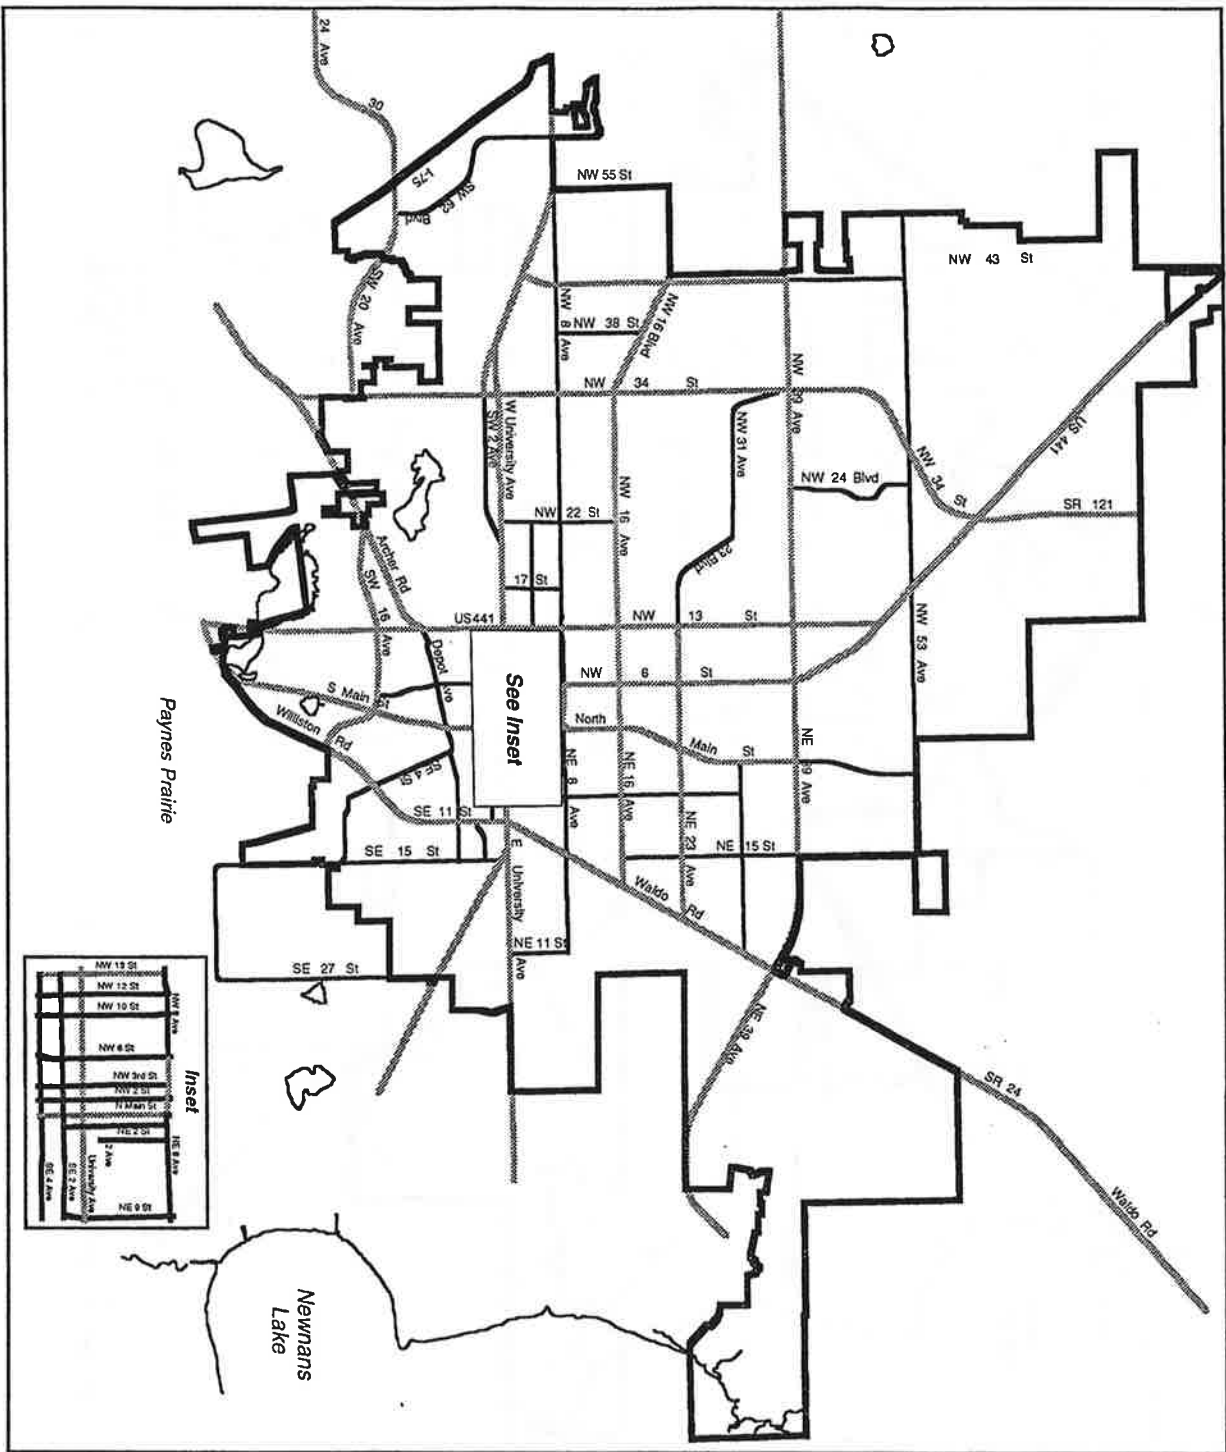 24 Ave
30
I-75
SW 62
Blvd
SW 20 Ave
NW 55 St
NW 43 St
NW 8 Ave
NW 38 St
NW 16 Blvd
NW 34 St
NW 39 Ave
US 441
W University Ave
SW 2 Ave
NW 31 Ave
NW 24 Blvd
NW 34 St
SR 121
NW 22 St
NW 16 Ave
23 Blvd
17 St
Archer Rd
SW 16 Ave
US441
NW 13 St
NW 53 Ave
Depot Ave
See Inset
NW 6 St
S Main St
Williston Rd
North Main St
Paynes Prairie
NE 8 Ave
NE 16 Ave
NE 39 Ave
SE 4 St
SE 11 St
NE 23 Ave
SE 15 St
NE 15 St
E University Ave
Waldo Rd
NE 11 St
SE 27 St
NE 39 Ave
SR 24
Waldo Rd
Newnans
Lake
Inset
NW 13 St
NW 12 St
NW 10 St
NW 8 Ave
NW 6 St
NW 3rd St
NW 2 St
N Main St
NE 2 St
2 Ave
NE 8 Ave
University Ave
SE 2 Ave
SE 4 Ave
NE 9 St